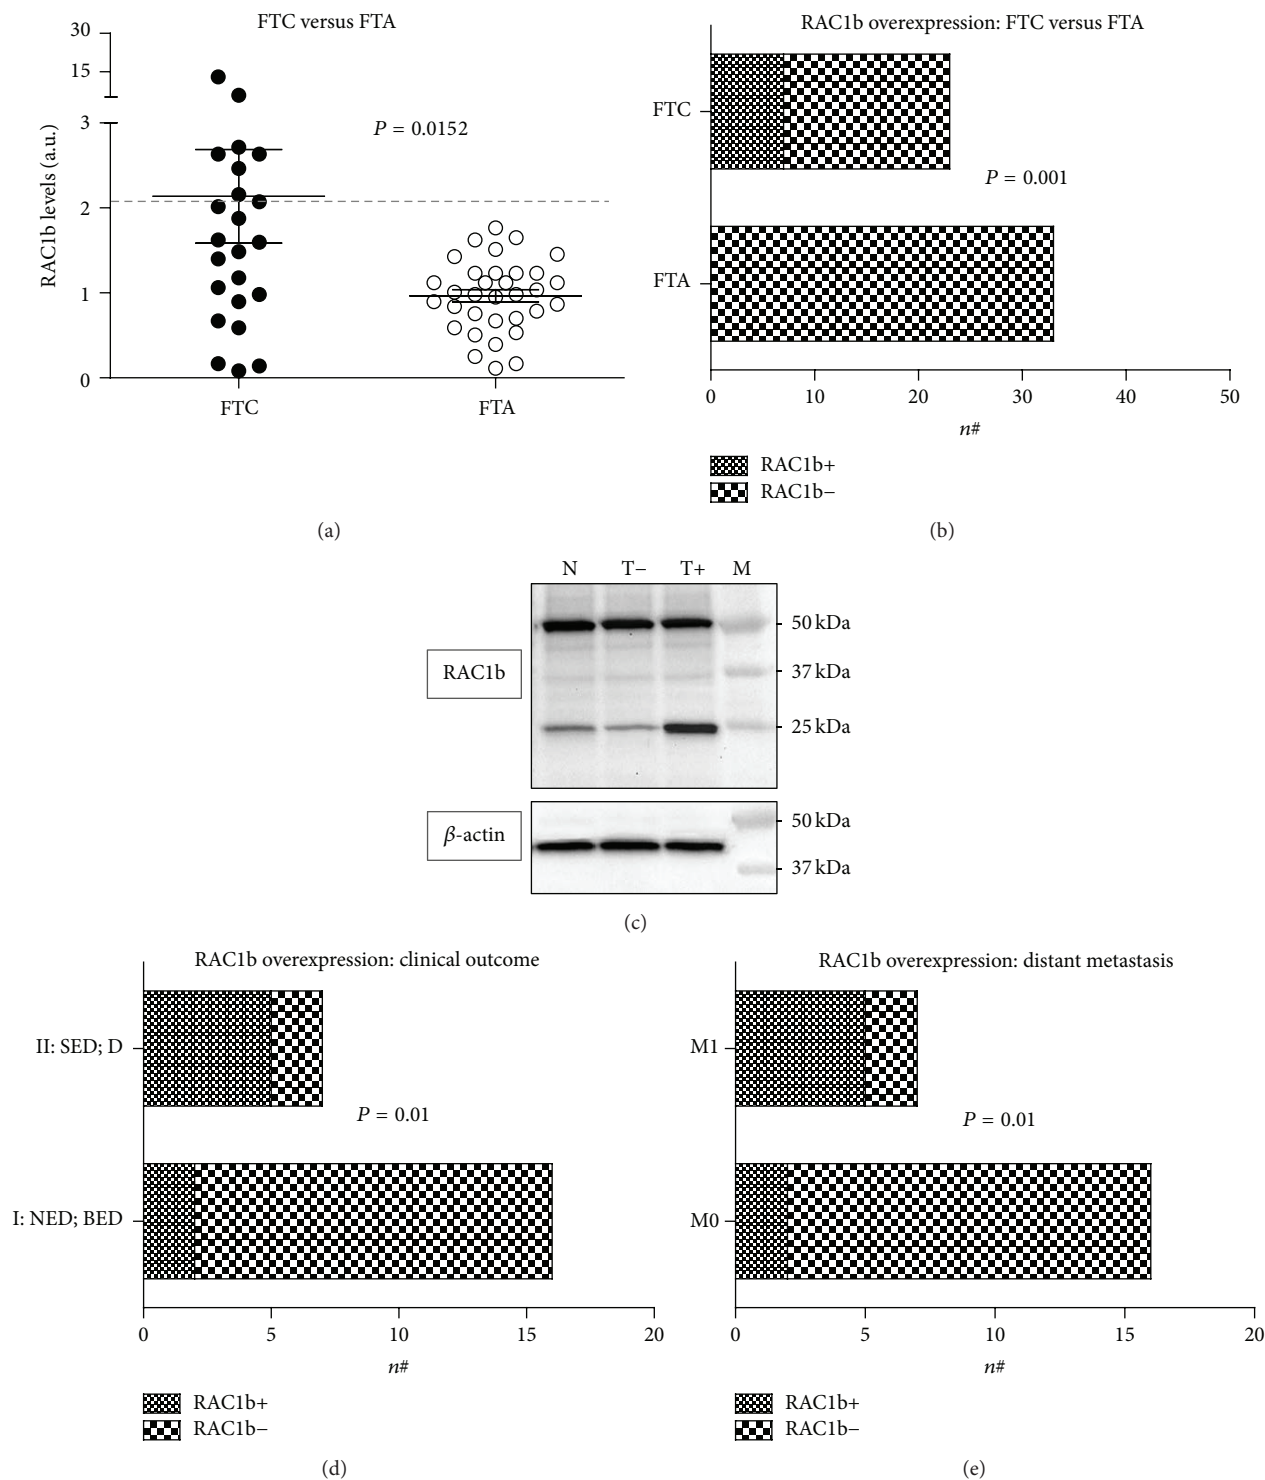 FTC versus FTA
30
15
3
2
1
0
RAC1b levels (a.u.)
P = 0.0152
FTC
FTA
(a)
RAC1b overexpression: FTC versus FTA
FTC
P = 0.001
FTA
0 10 20 30 40 50
n#
RAC1b+
RAC1b−
(b)
N T− T+ M
50 kDa
37 kDa
25 kDa
RAC1b
50 kDa
37 kDa
β-actin
(c)
RAC1b overexpression: clinical outcome
II: SED; D
P = 0.01
I: NED; BED
0 5 10 15 20
n#
RAC1b+
RAC1b−
(d)
RAC1b overexpression: distant metastasis
M1
P = 0.01
M0
0 5 10 15 20
n#
RAC1b+
RAC1b−
(e)